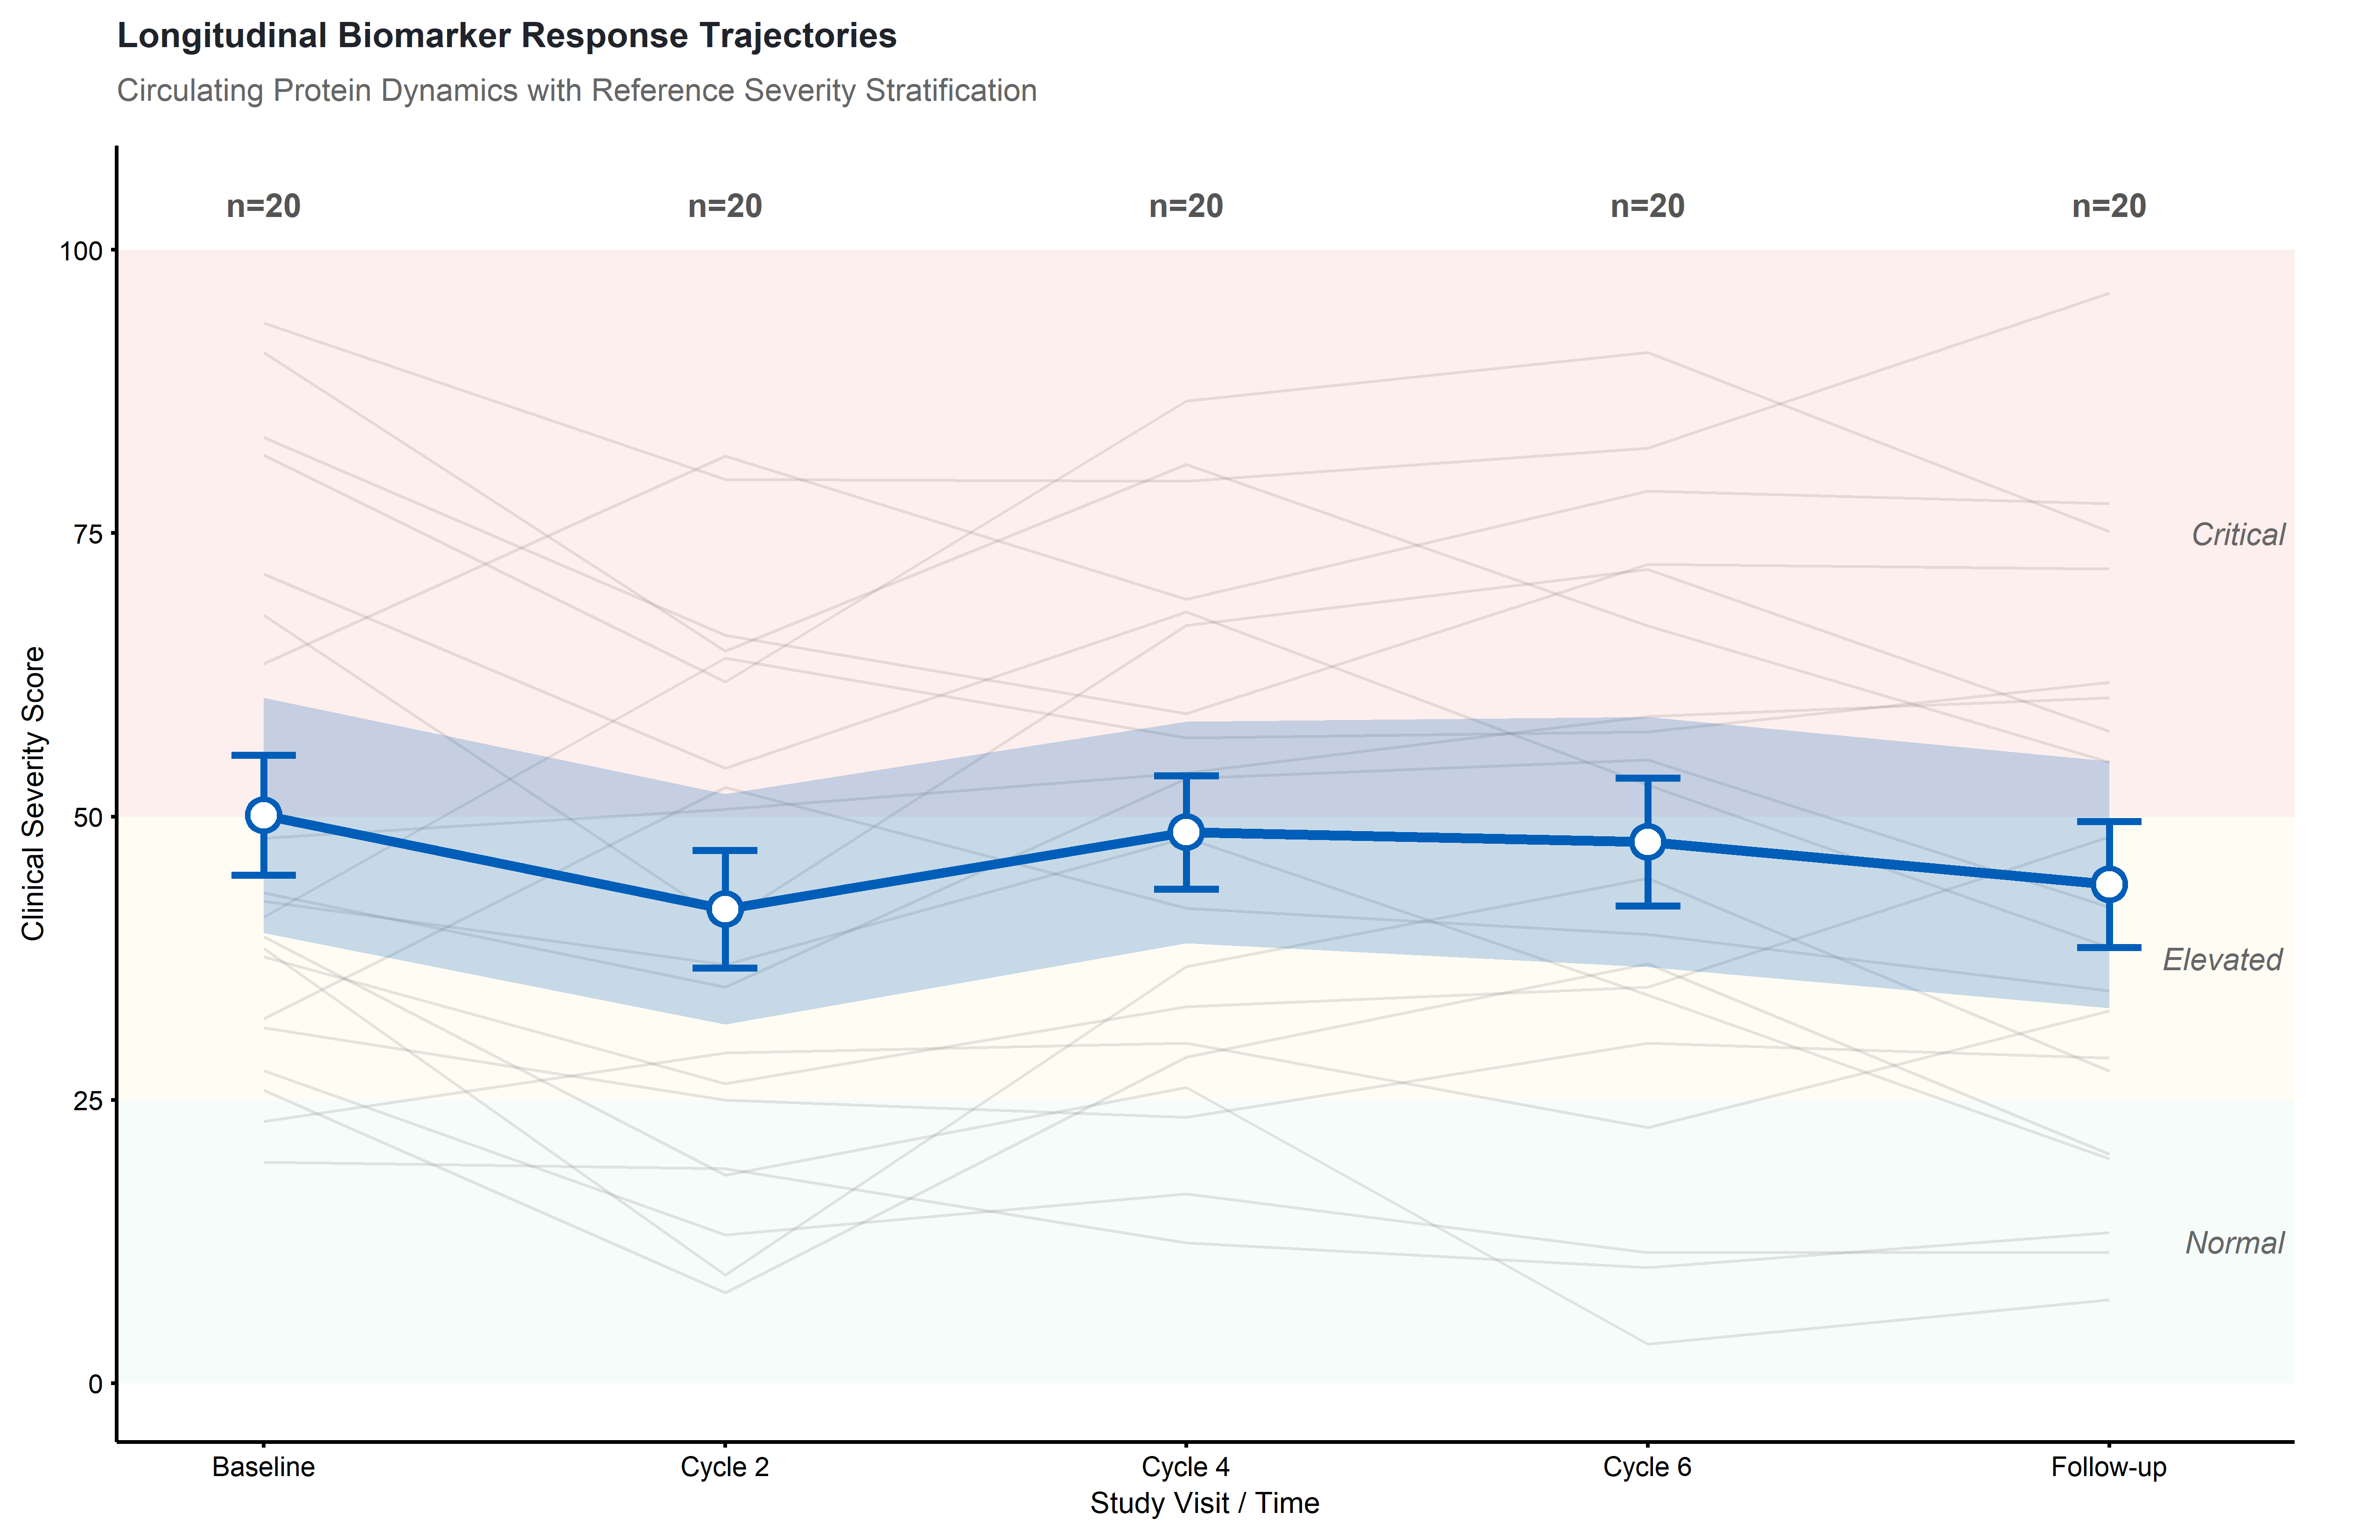 Longitudinal Biomarker Response Trajectories
Circulating Protein Dynamics with Reference Severity Stratification
n=20 n=20 n=20 n=20 n=20
100
75
50
25
0
Clinical Severity Score
Critical
Elevated
Normal
Baseline Cycle 2 Cycle 4 Cycle 6 Follow-up
Study Visit / Time